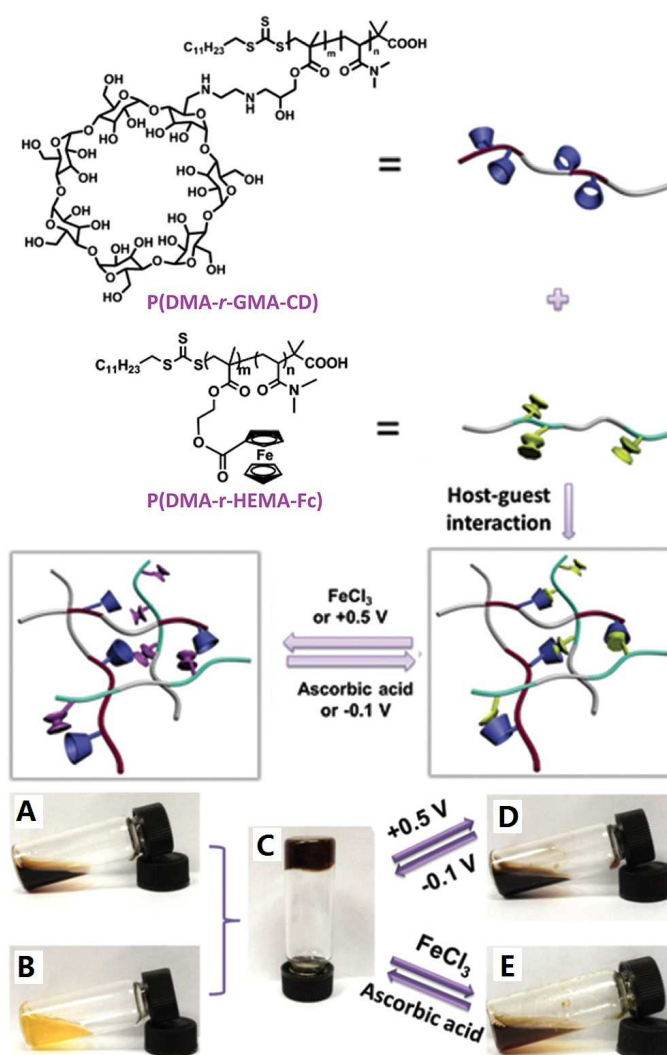 S
C₁₁H₂₃ S S m n COOH
O O N
O
HN N H OH
OH HO
P(DMA-r-GMA-CD)
=
+
S
C₁₁H₂₃ S S m n COOH
O O O N
O
O Fe
P(DMA-r-HEMA-Fc)
=
Host-guest
interaction
FeCl₃
or +0.5 V
Ascorbic acid
or -0.1 V
A
B
C
D
E
+0.5 V
-0.1 V
FeCl₃
Ascorbic acid